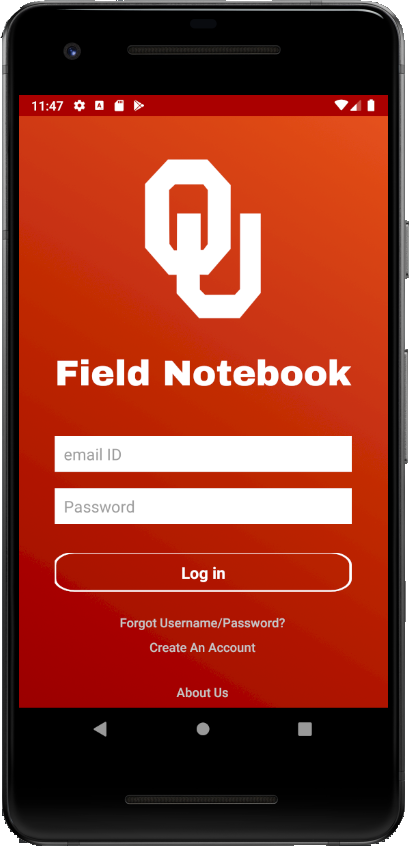 11:47
OU
Field Notebook
email ID
Password
Log in
Forgot Username/Password?
Create An Account
About Us